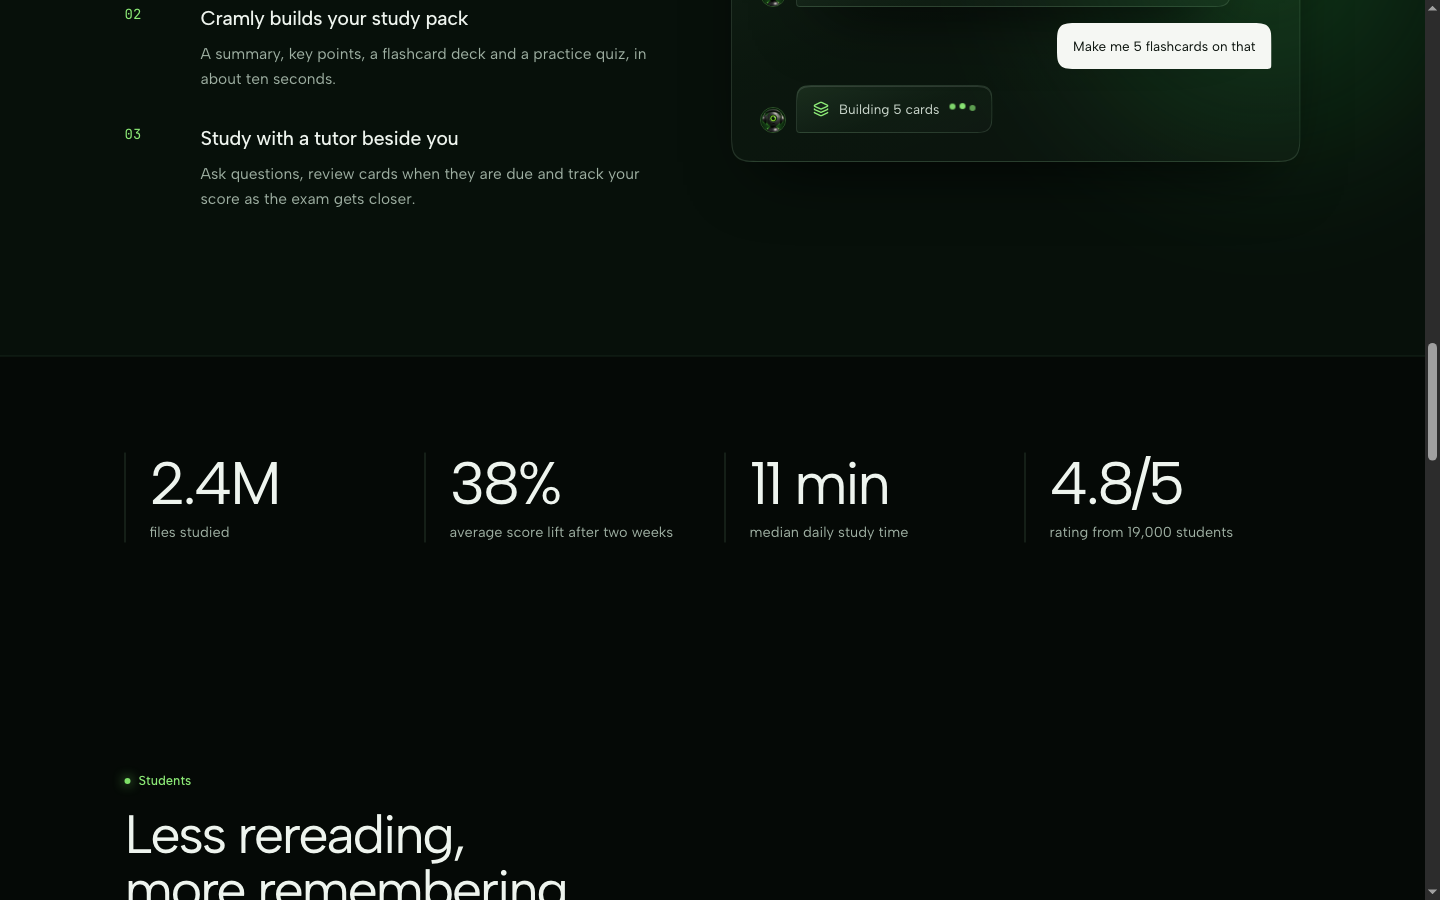 02
Cramly builds your study pack
A summary, key points, a flashcard deck and a practice quiz, in
about ten seconds.
03
Study with a tutor beside you
Ask questions, review cards when they are due and track your
score as the exam gets closer.
Make me 5 flashcards on that
Building 5 cards
2.4M
files studied
38%
average score lift after two weeks
11 min
median daily study time
4.8/5
rating from 19,000 students
Students
Less rereading,
more remembering